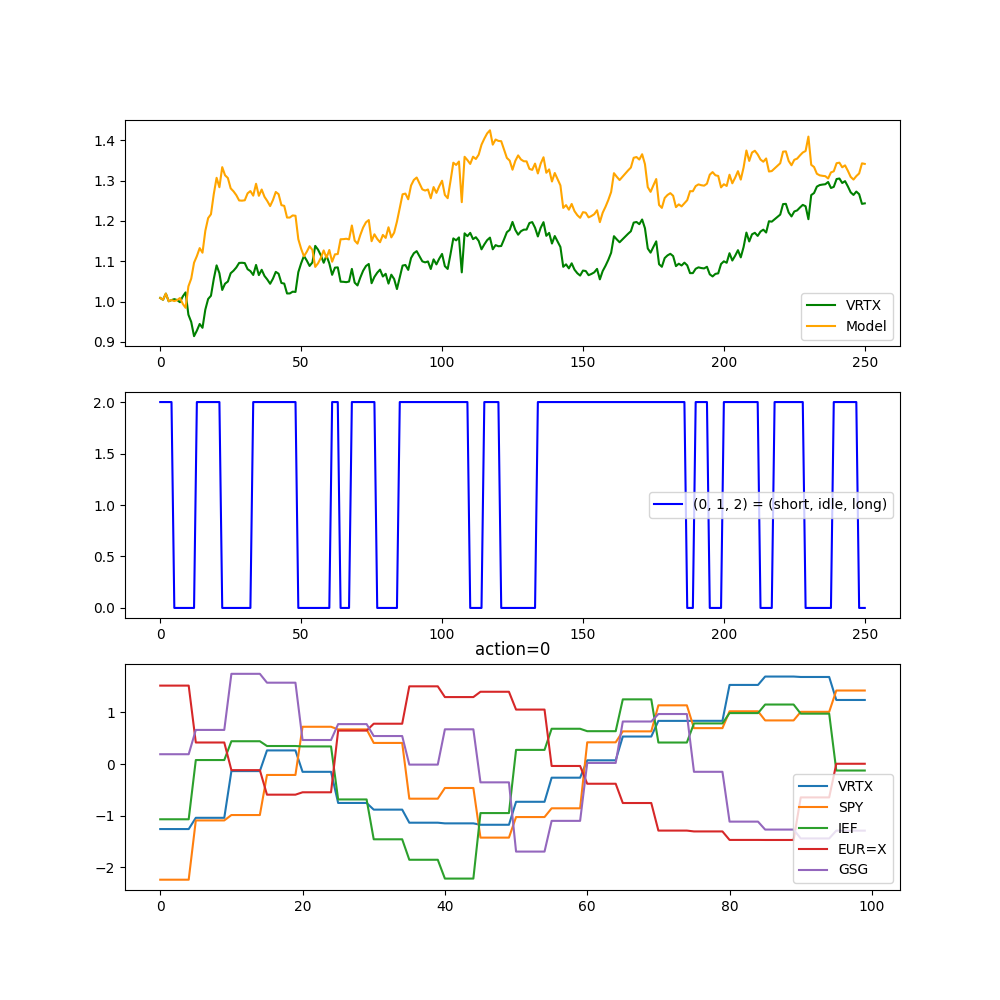 1.4
1.3
1.2
1.1
1.0
0.9
VRTX
Model
0 50 100 150 200 250
2.0
1.5
1.0
0.5
0.0
(0, 1, 2) = (short, idle, long)
0 50 100 150 200 250
action=0
1
0
−1
−2
VRTX
SPY
IEF
EUR=X
GSG
0 20 40 60 80 100